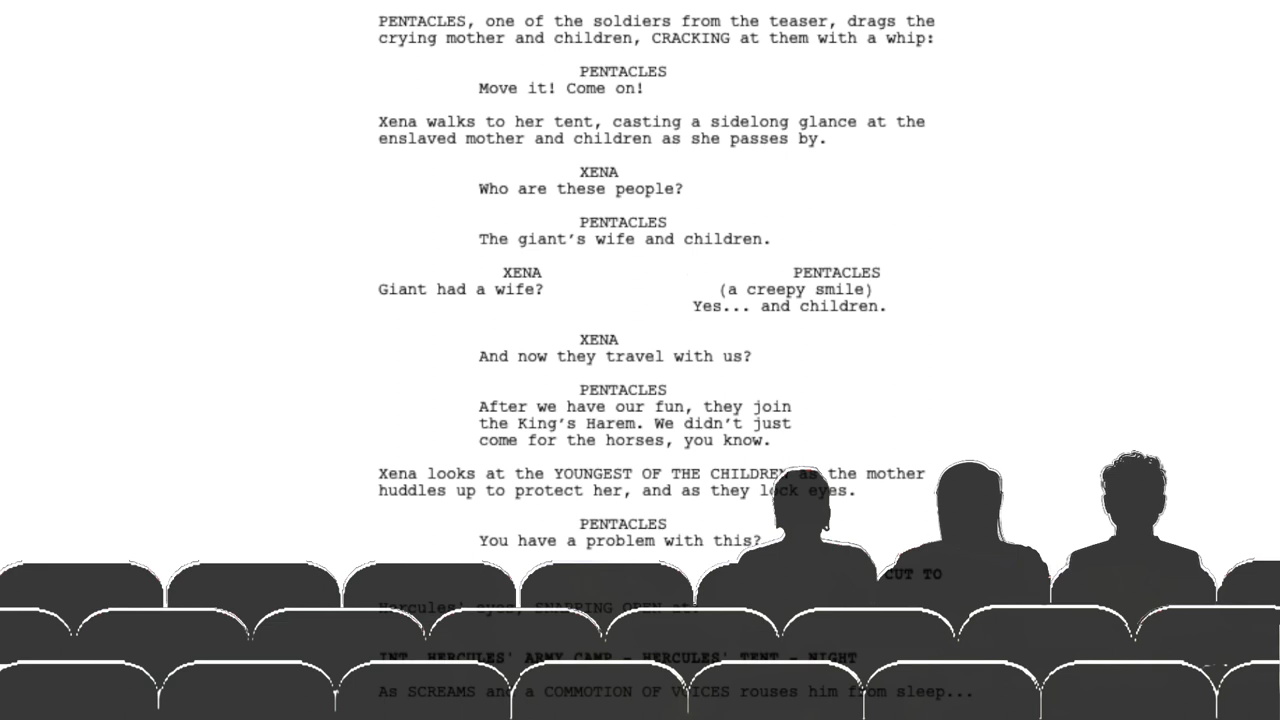 PENTACLES, one of the soldiers from the teaser, drags the
crying mother and children, CRACKING at them with a whip:
PENTACLES
Move it! Come on!
Xena walks to her tent, casting a sidelong glance at the
enslaved mother and children as she passes by.
XENA
Who are these people?
PENTACLES
The giant's wife and children.
XENA
Giant had a wife?
PENTACLES
(a creepy smile)
Yes... and children.
XENA
And now they travel with us?
PENTACLES
After we have our fun, they join
the King's Harem. We didn't just
come for the horses, you know.
Xena looks at the YOUNGEST OF THE CHILDREN as the mother
huddles up to protect her, and as they lock eyes.
PENTACLES
You have a problem with this?
CUT TO
Hercules' eyes, SNAPPING OPEN at:
INT. HERCULES' ARMY CAMP - HERCULES' TENT - NIGHT
As SCREAMS and a COMMOTION OF VOICES rouses him from sleep...